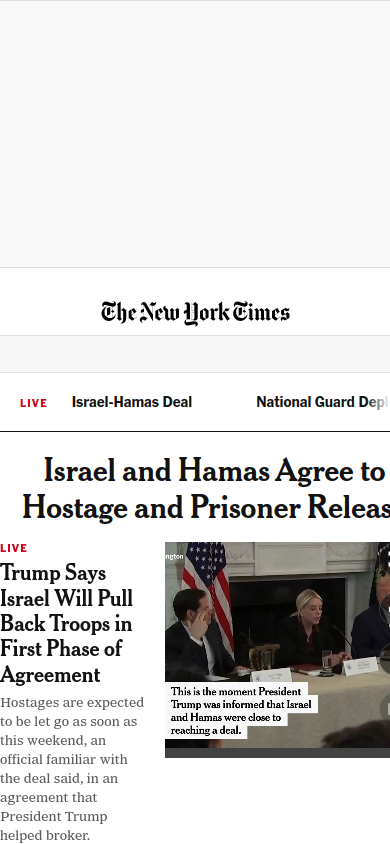 The New York Times
LIVE
Israel-Hamas Deal
National Guard
Israel and Hamas Agree to
Hostage and Prisoner
LIVE
Trump Says
Israel Will Pull
Back Troops in
First Phase of
Agreement
Hostages are expected
to be let go as soon as
this weekend, an
official familiar with
the deal said, in an
agreement that
President Trump
helped broker.
ngton
This is the moment President
Trump was informed that Israel
and Hamas were close to
reaching a deal.